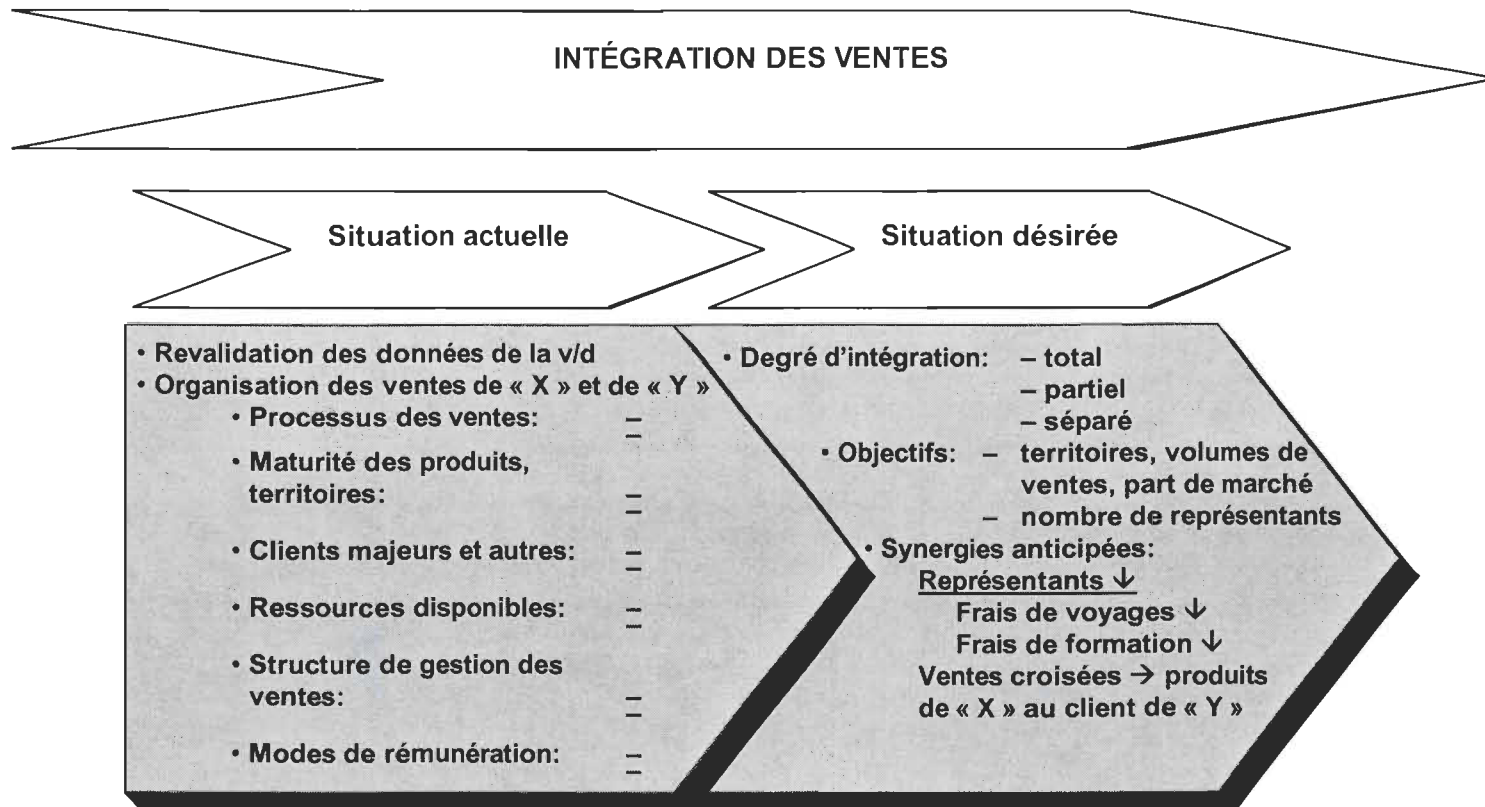 INTÉGRATION DES VENTES
Situation actuelle
Situation désirée
• Revalidation des données de la v/d
• Organisation des ventes de « X » et de « Y »
• Processus des ventes: –
–
• Maturité des produits,
territoires: –
–
• Clients majeurs et autres: –
–
• Ressources disponibles: –
–
• Structure de gestion des
ventes: –
–
• Modes de rémunération: –
–
• Degré d'intégration: – total
– partiel
– séparé
• Objectifs: – territoires, volumes de
ventes, part de marché
– nombre de représentants
• Synergies anticipées:
Représentants ↓
Frais de voyages ↓
Frais de formation ↓
Ventes croisées → produits
de « X » au client de « Y »